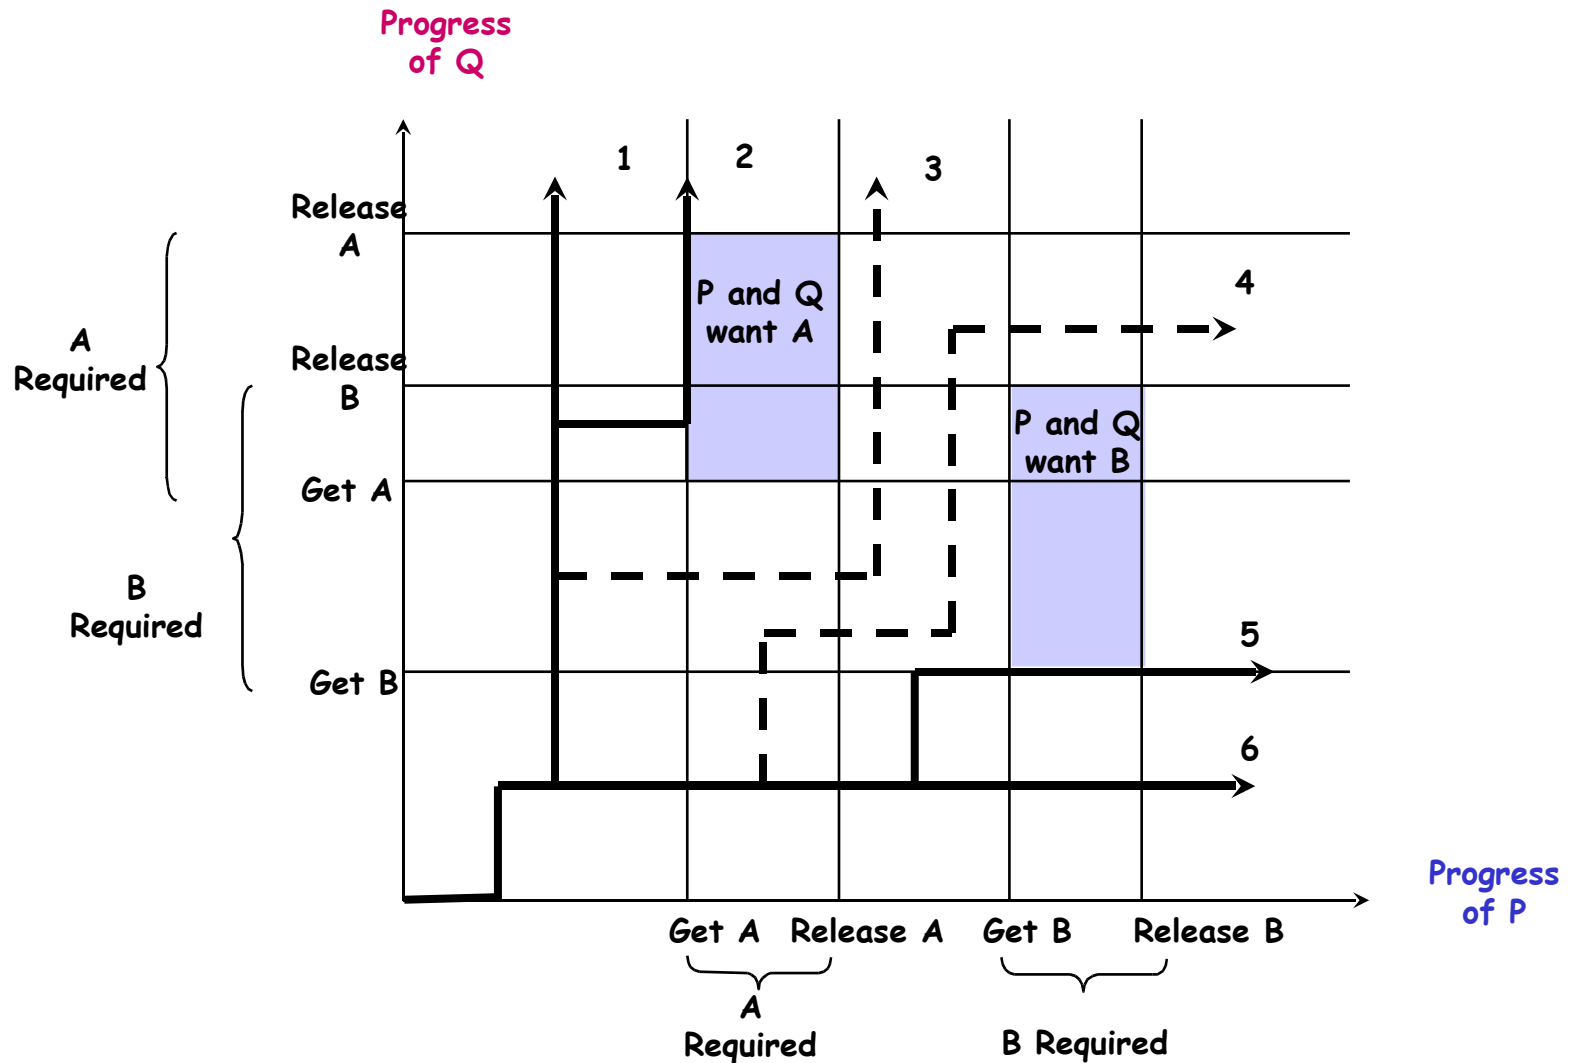 Progress
of Q
1
2
3
Release
A
4
P and Q
want A
A
Required
Release
B
P and Q
want B
Get A
B
Required
5
Get B
6
Progress
of P
Get A
Release A
Get B
Release B
A
Required
B Required